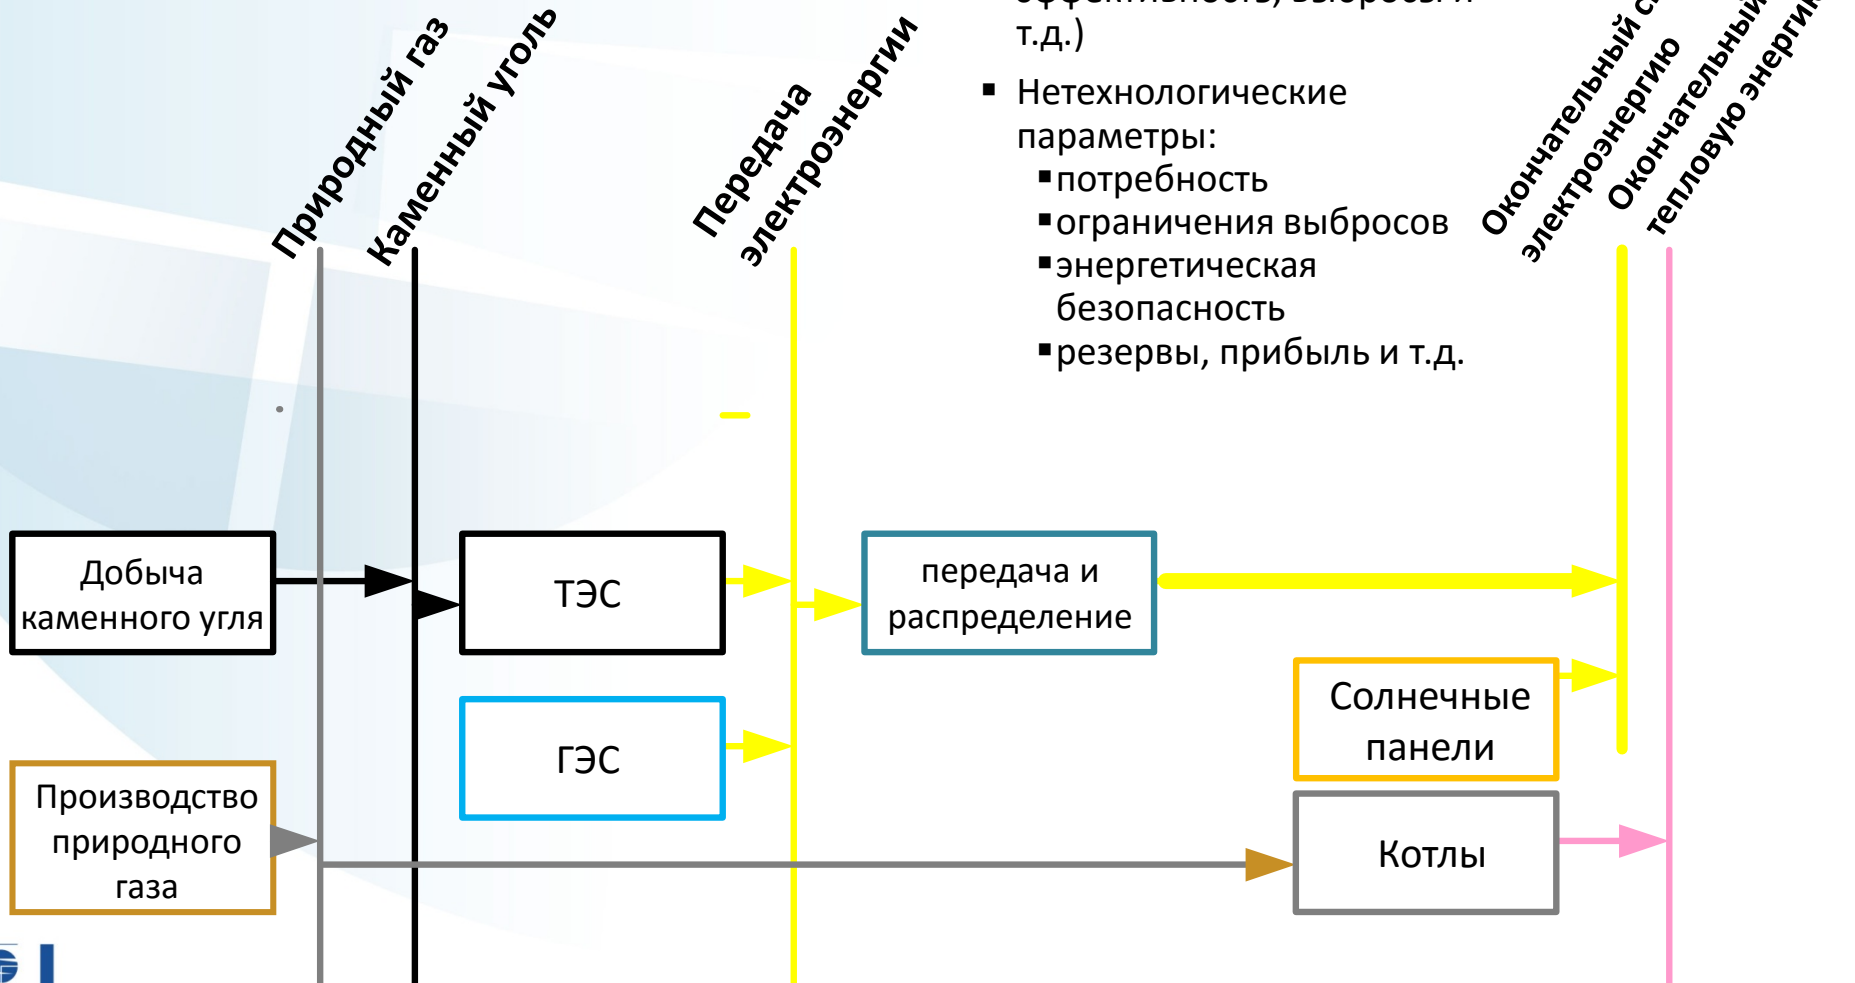 т.д.)
Нетехнологические
параметры:
потребность
ограничения выбросов
энергетическая
безопасность
резервы, прибыль и т.д.
Природный газ
Каменный уголь
Передача
электроэнергии
Окончательный
электроэнергию
Окончательный
тепловую энергию
Добыча
каменного угля
ТЭС
передача и
распределение
ГЭС
Солнечные
панели
Производство
природного
газа
Котлы